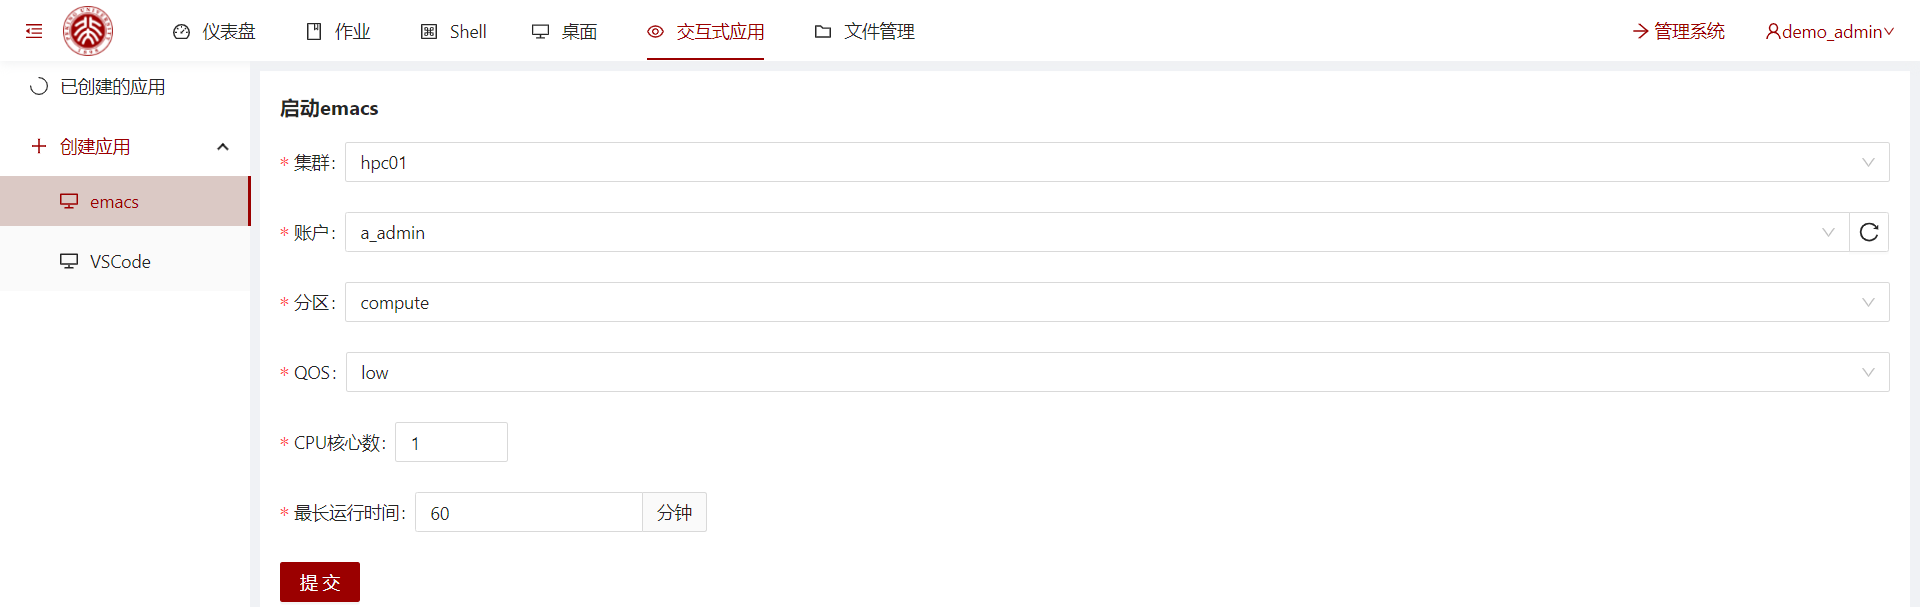 仪表盘 作业 Shell 桌面 交互式应用 文件管理 管理系统 demo_admin
已创建的应用
创建应用
emacs
VSCode
启动emacs
* 集群: hpc01
* 账户: a_admin
* 分区: compute
* QOS: low
* CPU核心数: 1
* 最长运行时间: 60 分钟
提 交